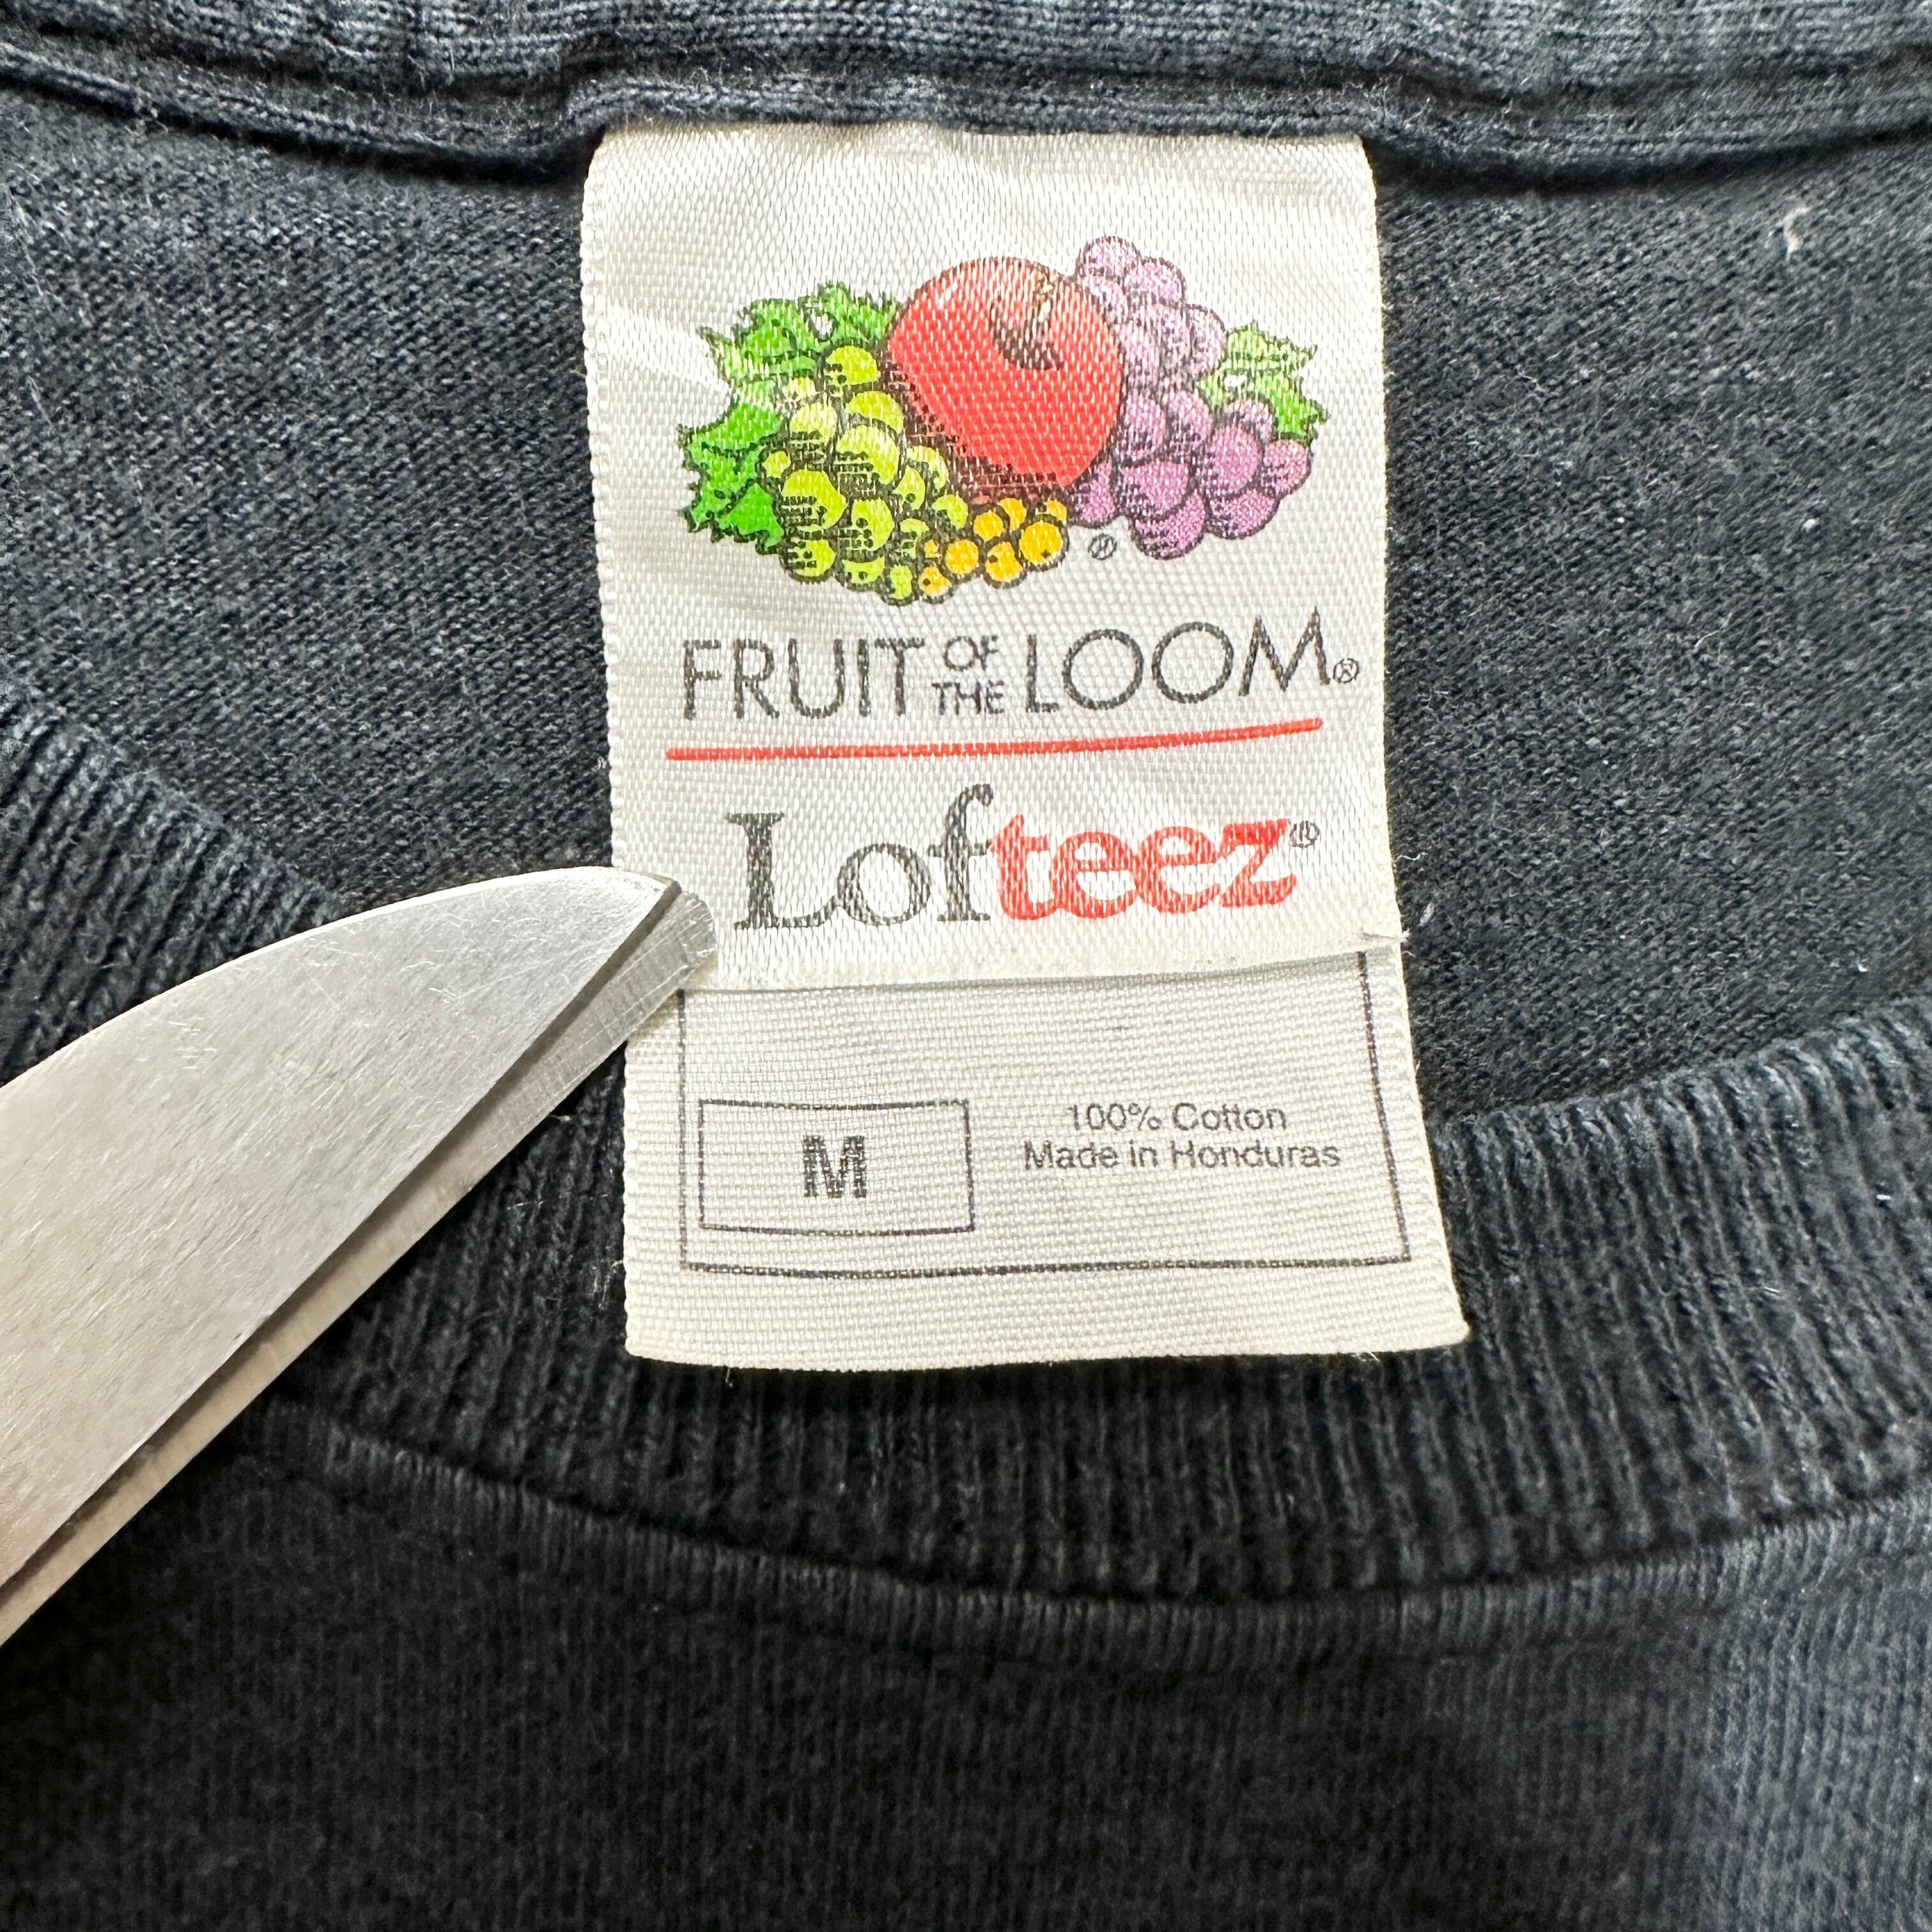 FRUIT OF THE LOOM®
Lofteez®
M
100% Cotton
Made in Honduras